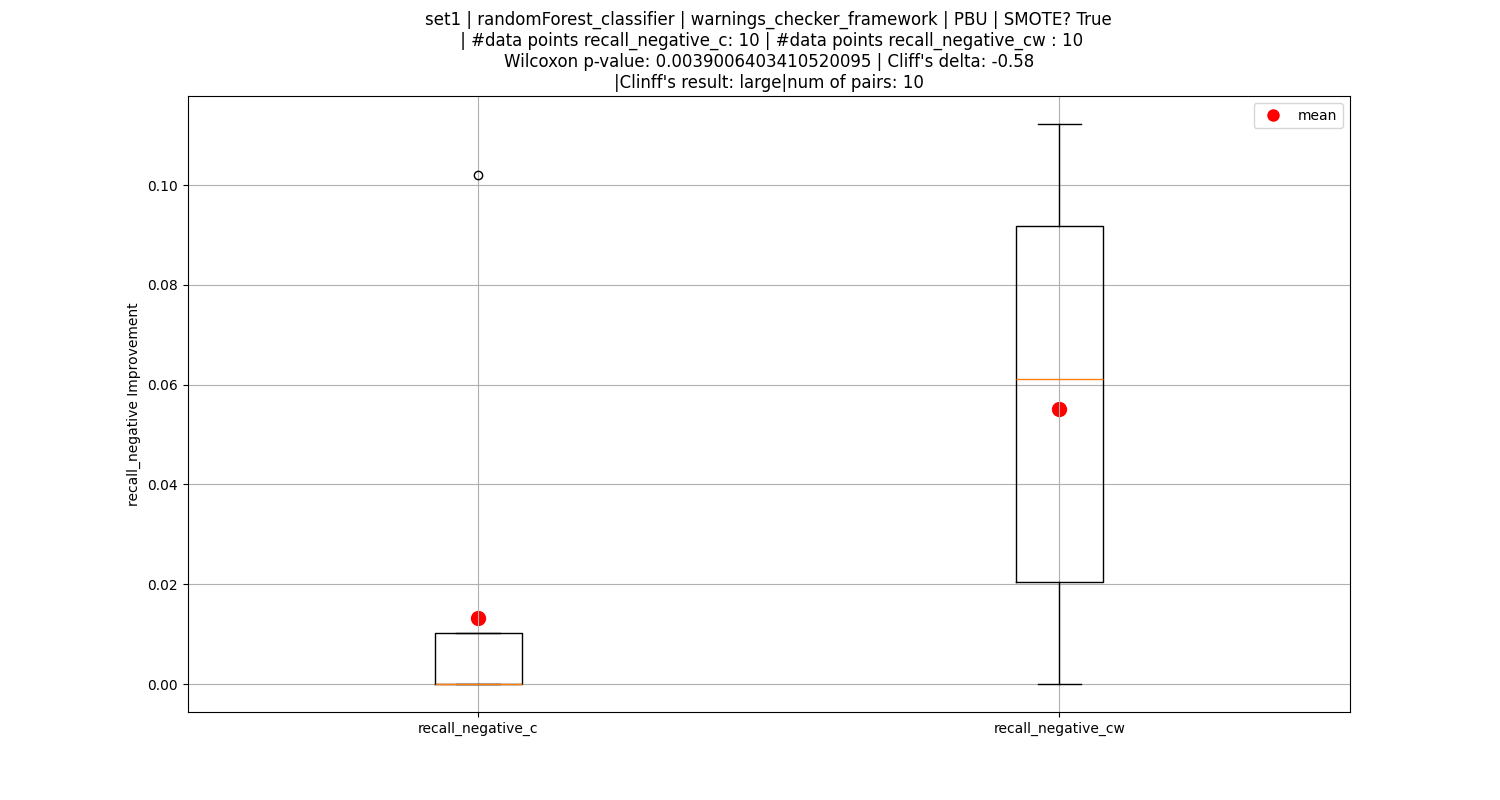 set1 | randomForest_classifier | warnings_checker_framework | PBU | SMOTE? True
| #data points recall_negative_c: 10 | #data points recall_negative_cw : 10
Wilcoxon p-value: 0.0039006403410520095 | Cliff's delta: -0.58
|Clinff's result: large|num of pairs: 10
mean
0.10
0.08
0.06
0.04
0.02
0.00
recall_negative Improvement
recall_negative_c
recall_negative_cw